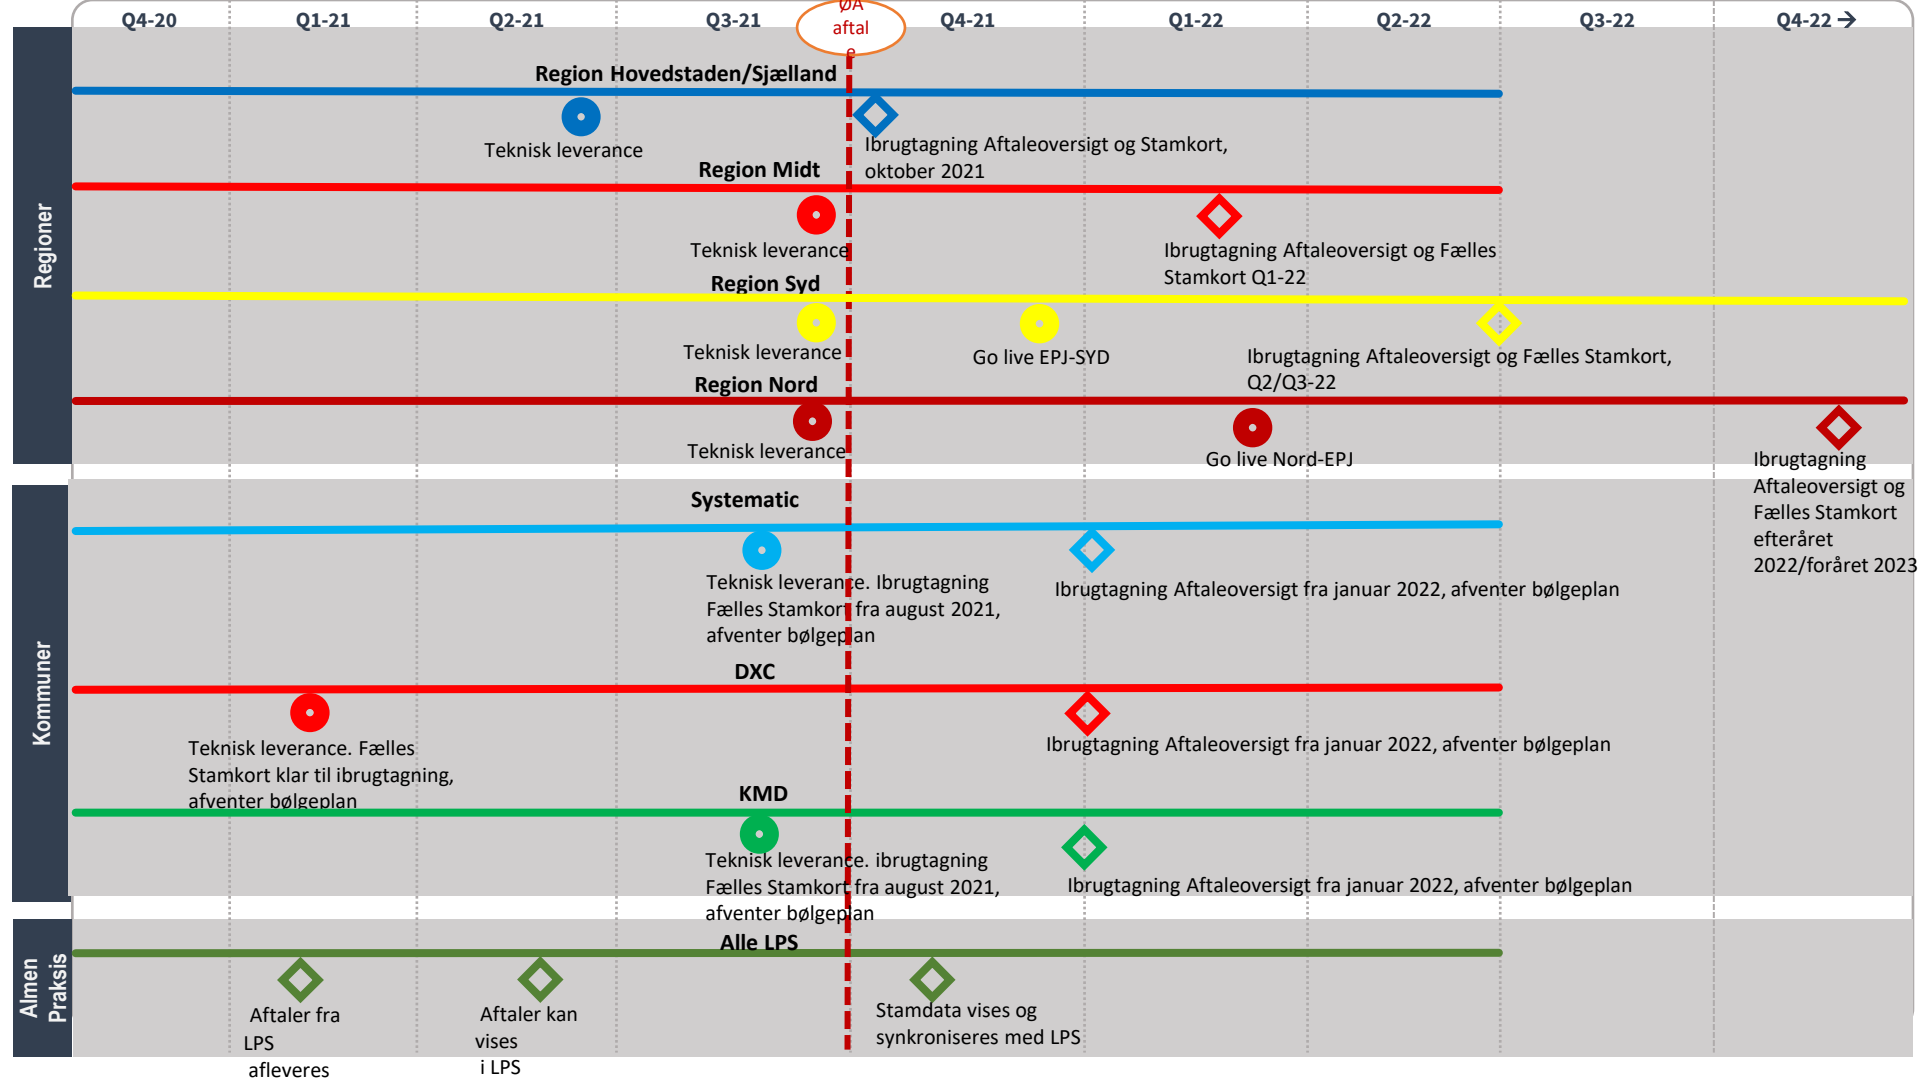 Q4-20 Q1-21 Q2-21 Q3-21 Q4-21 Q1-22 Q2-22 Q3-22 Q4-22 →
ØA
aftal
e
Regioner
Region Hovedstaden/Sjælland
Teknisk leverance
Ibrugtagning Aftaleoversigt og Stamkort,
oktober 2021
Region Midt
Teknisk leverance
Ibrugtagning Aftaleoversigt og Fælles
Stamkort Q1-22
Region Syd
Teknisk leverance
Go live EPJ-SYD
Ibrugtagning Aftaleoversigt og Fælles Stamkort,
Q2/Q3-22
Region Nord
Teknisk leverance
Go live Nord-EPJ
Ibrugtagning
Aftaleoversigt og
Fælles Stamkort
efteråret
2022/foråret 2023
Kommuner
Systematic
Teknisk leverance. Ibrugtagning
Fælles Stamkort fra august 2021,
afventer bølgeplan
Ibrugtagning Aftaleoversigt fra januar 2022, afventer bølgeplan
DXC
Teknisk leverance. Fælles
Stamkort klar til ibrugtagning,
afventer bølgeplan
Ibrugtagning Aftaleoversigt fra januar 2022, afventer bølgeplan
KMD
Teknisk leverance. ibrugtagning
Fælles Stamkort fra august 2021,
afventer bølgeplan
Ibrugtagning Aftaleoversigt fra januar 2022, afventer bølgeplan
Almen
Praksis
Alle LPS
Aftaler fra
LPS
afleveres
Aftaler kan
vises
i LPS
Stamdata vises og
synkroniseres med LPS